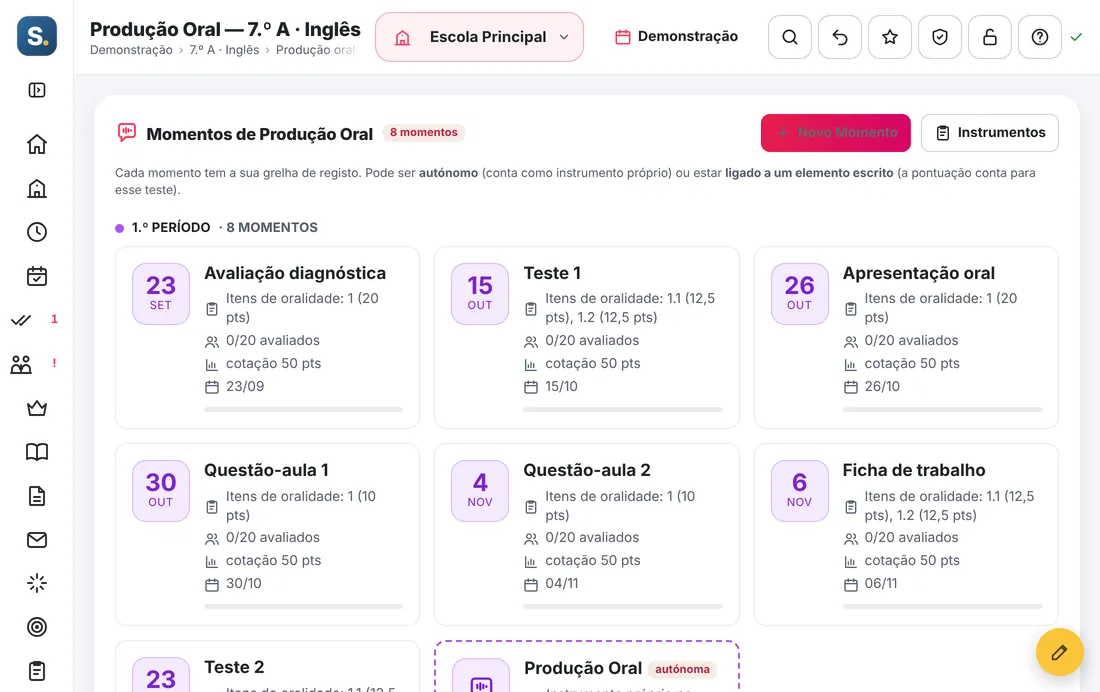 S.
Produção Oral — 7.º A · Inglês
Demonstração › 7.º A · Inglês › Produção oral
Escola Principal
Demonstração
1
!
Momentos de Produção Oral
8 momentos
+ Novo Momento
Instrumentos
Cada momento tem a sua grelha de registo. Pode ser autónomo (conta como instrumento próprio) ou estar ligado a um elemento escrito (a pontuação conta para
esse teste).
1.º PERÍODO · 8 MOMENTOS
23
SET
Avaliação diagnóstica
Itens de oralidade: 1 (20
pts)
0/20 avaliados
cotação 50 pts
23/09
15
OUT
Teste 1
Itens de oralidade: 1.1 (12,5
pts), 1.2 (12,5 pts)
0/20 avaliados
cotação 50 pts
15/10
26
OUT
Apresentação oral
Itens de oralidade: 1 (20
pts)
0/20 avaliados
cotação 50 pts
26/10
30
OUT
Questão-aula 1
Itens de oralidade: 1 (10
pts)
0/20 avaliados
cotação 50 pts
30/10
4
NOV
Questão-aula 2
Itens de oralidade: 1 (10
pts)
0/20 avaliados
cotação 50 pts
04/11
6
NOV
Ficha de trabalho
Itens de oralidade: 1.1 (12,5
pts), 1.2 (12,5 pts)
0/20 avaliados
cotação 50 pts
06/11
23
Teste 2
Produção Oral
autónoma